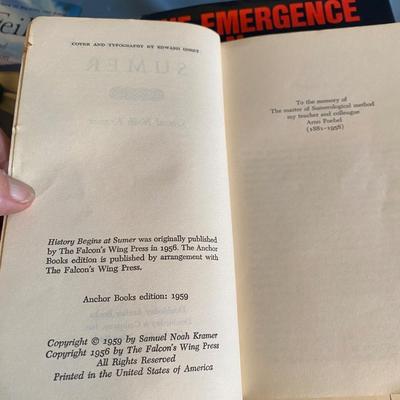 THE EMERGENCE
COVER AND TYPOGRAPHY BY EDWARD GOREY
SUMER
Noah Kramer
History Begins at Sumer was originally published
by The Falcon's Wing Press in 1956. The Anchor
Books edition is published by arrangement with
The Falcon's Wing Press.
Anchor Books edition: 1959
Copyright © 1959 by Samuel Noah Kramer
Copyright 1956 by The Falcon's Wing Press
All Rights Reserved
Printed in the United States of America
To the memory of
The master of Sumerological method
my teacher and colleague
Arno Poebel
(1881–1958)